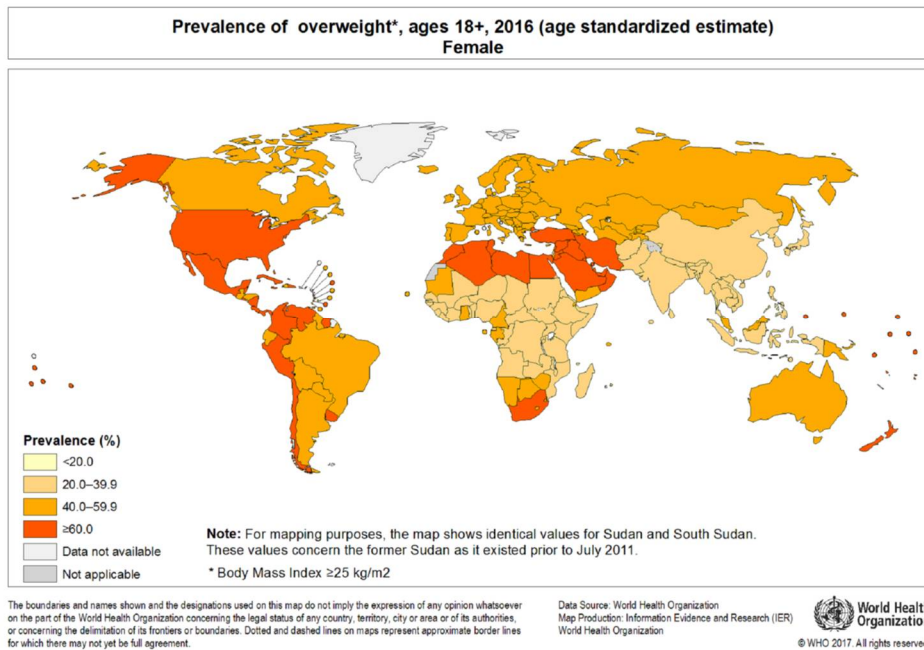 Prevalence of overweight*, ages 18+, 2016 (age standardized estimate)
Female
Prevalence (%)
<20.0
20.0–39.9
40.0–59.9
≥60.0
Data not available
Not applicable
Note: For mapping purposes, the map shows identical values for Sudan and South Sudan.
These values concern the former Sudan as it existed prior to July 2011.
* Body Mass Index ≥25 kg/m2
The boundaries and names shown and the designations used on this map do not imply the expression of any opinion whatsoever
on the part of the World Health Organization concerning the legal status of any country, territory, city or area or of its authorities,
or concerning the delimitation of its frontiers or boundaries. Dotted and dashed lines on maps represent approximate border lines
for which there may not yet be full agreement.
Data Source: World Health Organization
Map Production: Information Evidence and Research (IER)
World Health Organization
World Health
Organization
© WHO 2017. All rights reserved